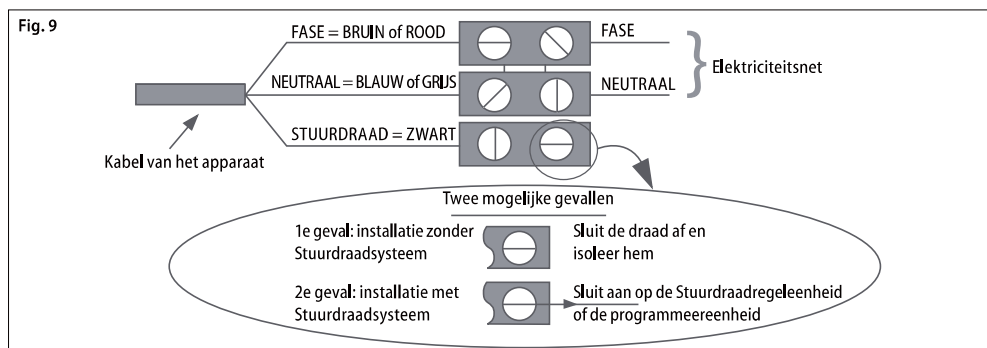 Fig. 9
FASE = BRUIN of ROOD
FASE
Elektriciteitsnet
NEUTRAAL = BLAUW of GRIJS
NEUTRAAL
STUURDRAAD = ZWART
Kabel van het apparaat
Twee mogelijke gevallen
1e geval: installatie zonder
Stuurdraadsysteem
Sluit de draad af en
isoleer hem
2e geval: installatie met
Stuurdraadsysteem
Sluit aan op de Stuurdraadregeleenheid
of de programmeereenheid